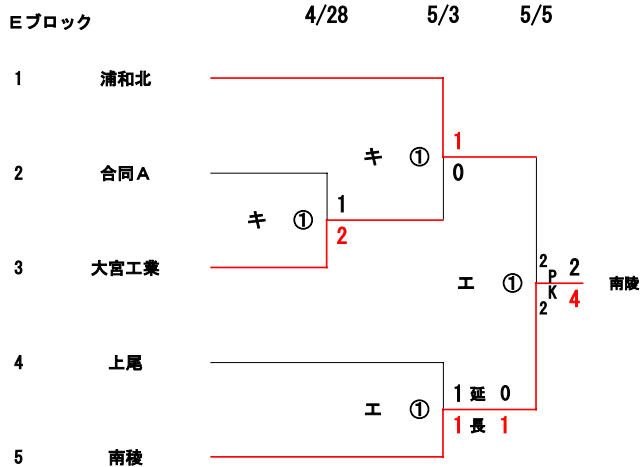 Eブロック 4/28 5/3 5/5
1 浦和北
1
キ ① 0
2 合同A
1
キ ①
2
3 大宮工業
2 P 2
エ ① 南陵
2 K 4
4 上尾
1 延 0
エ ①
1 長 1
5 南稜